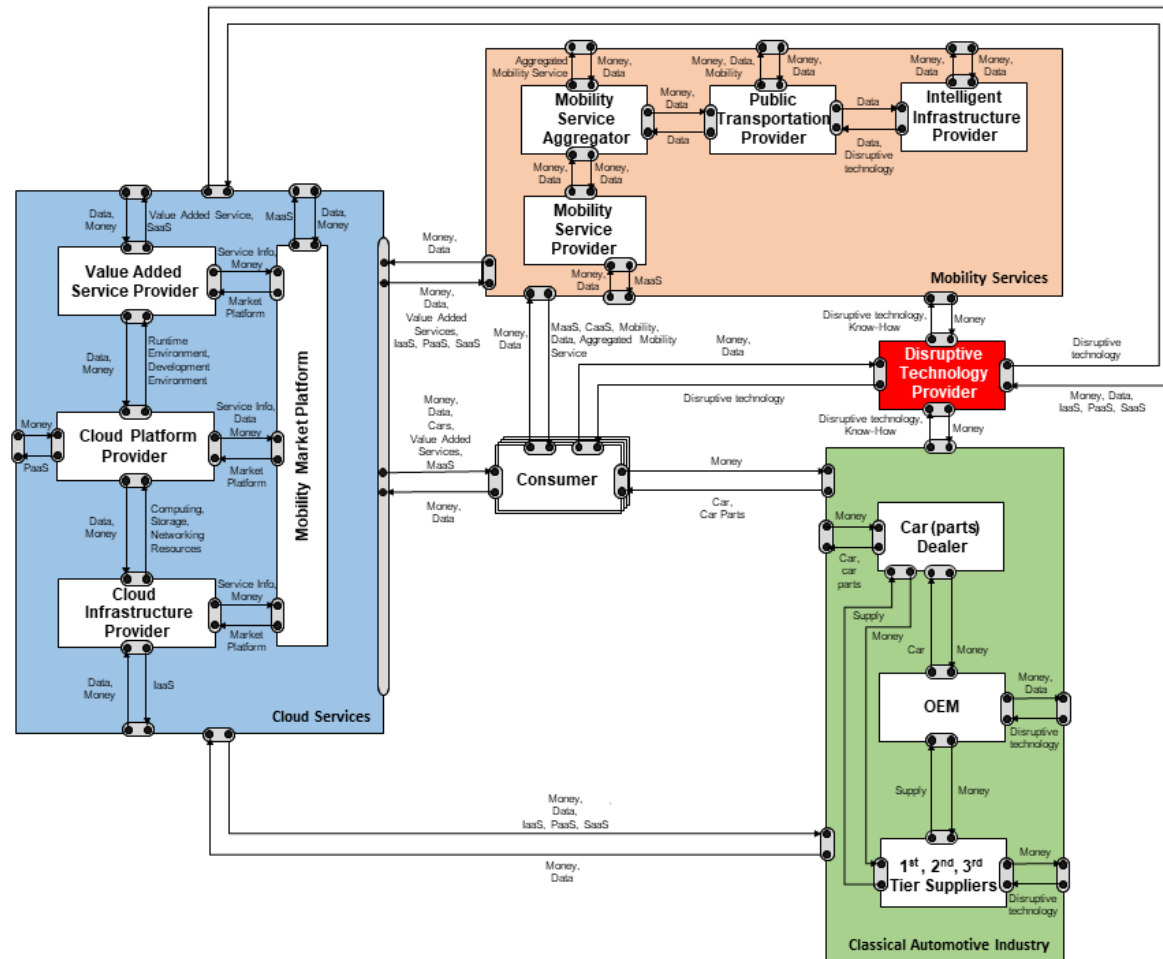 Aggregated
Mobility Service
Money,
Data
Money, Data,
Mobility
Money,
Data
Money,
Data
Money,
Data
Mobility
Service
Aggregator
Money,
Data
Data
Public
Transportation
Provider
Data
Data,
Disruptive
technology
Intelligent
Infrastructure
Provider
Money,
Data
Money,
Data
Mobility
Service
Provider
Money,
Data
MaaS
Mobility Services
Data,
Money
Value Added Service,
SaaS
MaaS
Data,
Money
Value Added
Service Provider
Service Info,
Money
Market
Platform
Data,
Money
Runtime
Environment,
Development
Environment
Money
PaaS
Cloud Platform
Provider
Service Info,
Data
Money
Market
Platform
Mobility Market Platform
Data,
Money
Computing,
Storage,
Networking
Resources
Cloud
Infrastructure
Provider
Service Info,
Money
Market
Platform
Data,
Money
IaaS
Cloud Services
Money,
Data
Money,
Data,
Value Added
Services,
IaaS, PaaS, SaaS
Money,
Data
MaaS, CaaS, Mobility,
Data, Aggregated Mobility
Service
Money,
Data
Disruptive technology
Disruptive technology,
Know-How
Money
Disruptive
Technology
Provider
Disruptive
technology
Money, Data,
IaaS, PaaS, SaaS
Disruptive technology,
Know-How
Money
Money,
Data,
Cars,
Value Added
Services,
MaaS
Money,
Data
Consumer
Money
Car,
Car Parts
Money
Car,
car
parts
Car (parts)
Dealer
Supply
Money
Car
Money
OEM
Money,
Data
Disruptive
technology
Supply
Money
1st, 2nd, 3rd
Tier Suppliers
Money
Disruptive
technology
Classical Automotive Industry
Money,
Data,
IaaS, PaaS, SaaS
Money,
Data